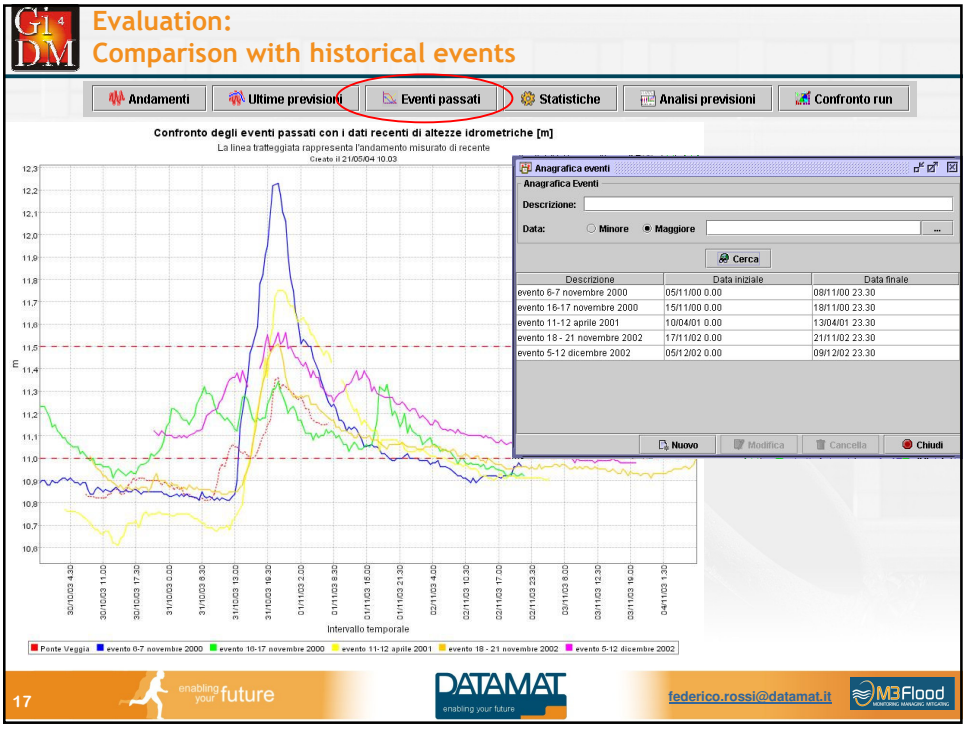 Gi 4
DM
Evaluation:
Comparison with historical events
Andamenti
Ultime previsioni
Eventi passati
Statistiche
Analisi previsioni
Confronto run
Confronto degli eventi passati con i dati recenti di altezze idrometriche [m]
La linea tratteggiata rappresenta l'andamento misurato di recente
Creato il 21/05/04 10.03
12,3
12,2
12,1
12,0
11,9
11,8
11,7
11,6
11,5
11,4
11,3
11,2
11,1
11,0
10,9
10,8
10,7
10,6
m
30/10/03 4.30
30/10/03 11.00
30/10/03 17.30
31/10/03 0.00
31/10/03 6.30
31/10/03 13.00
31/10/03 19.30
01/11/03 2.00
01/11/03 8.30
01/11/03 15.00
01/11/03 21.30
02/11/03 4.00
02/11/03 10.30
02/11/03 17.00
02/11/03 23.30
03/11/03 6.00
03/11/03 12.30
03/11/03 19.00
04/11/03 1.30
Intervallo temporale
Ponte Veggia evento 6-7 novembre 2000 evento 16-17 novembre 2000 evento 11-12 aprile 2001 evento 18 - 21 novembre 2002 evento 5-12 dicembre 2002
Anagrafica eventi
Anagrafica Eventi
Descrizione:
Data: Minore Maggiore ...
Cerca
Descrizione Data iniziale Data finale
evento 6-7 novembre 2000 05/11/00 0.00 08/11/00 23.30
evento 16-17 novembre 2000 15/11/00 0.00 18/11/00 23.30
evento 11-12 aprile 2001 10/04/01 0.00 13/04/01 23.30
evento 18 - 21 novembre 2002 17/11/02 0.00 21/11/02 23.30
evento 5-12 dicembre 2002 05/12/02 0.00 09/12/02 23.30
Nuovo Modifica Cancella Chiudi
17
enabling
your future
DATAMAT
enabling your future
federico.rossi@datamat.it
M3Flood
MONITORING MANAGING MITIGATING